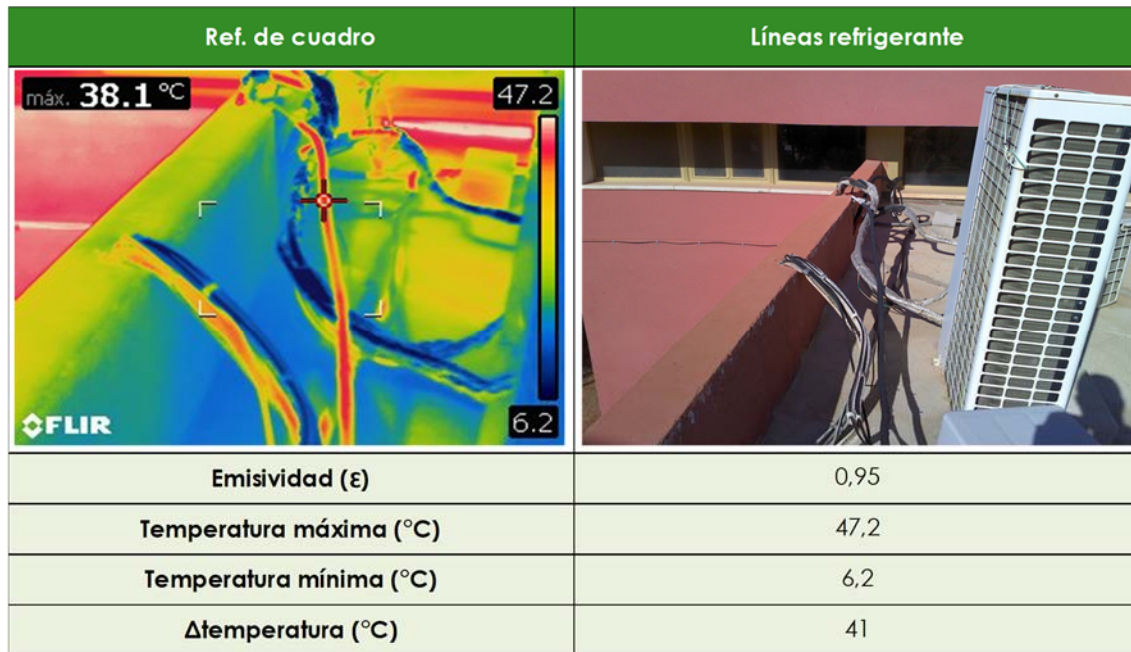 Ref. de cuadro
Líneas refrigerante
máx. 38.1 °C
47.2
FLIR
6.2
Emisividad (ε)
0,95
Temperatura máxima (°C)
47,2
Temperatura mínima (°C)
6,2
Δtemperatura (°C)
41